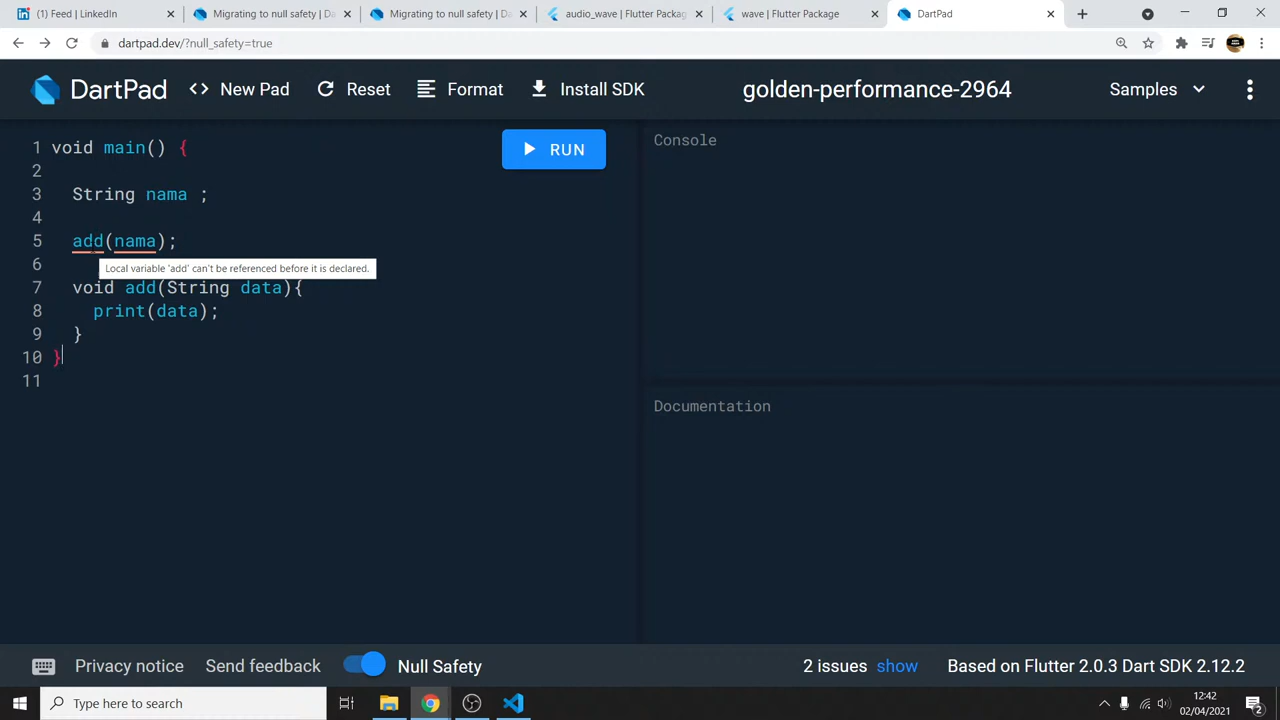 (1) Feed | LinkedIn
Migrating to null safety | Da
Migrating to null safety | Da
audio_wave | Flutter Packag
wave | Flutter Package
DartPad
dartpad.dev/?null_safety=true
DartPad
<> New Pad
Reset
Format
Install SDK
golden-performance-2964
Samples
1 void main() {
RUN
2
3 String nama ;
4
5 add(nama);
6
Local variable 'add' can't be referenced before it is declared.
7 void add(String data){
8 print(data);
9 }
10 }
11
Console
Documentation
Privacy notice
Send feedback
Null Safety
2 issues show
Based on Flutter 2.0.3 Dart SDK 2.12.2
Type here to search
12:42
02/04/2021
2